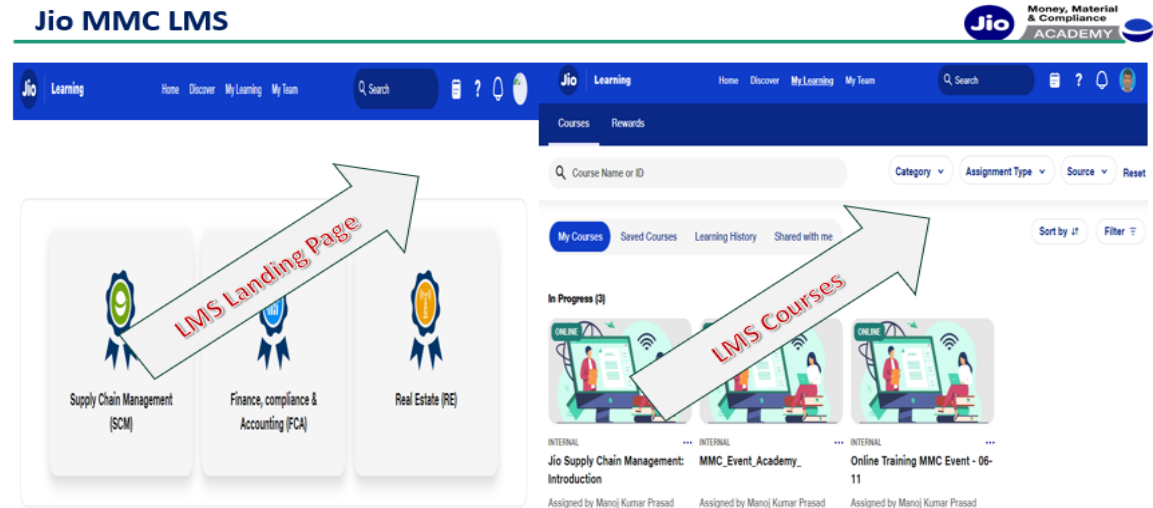 Jio MMC LMS
Jio
Money, Material
& Compliance
ACADEMY
Jio Learning Home Discover My Learning My Team Search ?
LMS Landing Page
Supply Chain Management
(SCM)
Finance, compliance &
Accounting (FCA)
Real Estate (RE)
Jio Learning Home Discover My Learning My Team Search ?
Courses Rewards
Course Name or ID Category Assignment Type Source Reset
My Courses Saved Courses Learning History Shared with me Sort by Filter
LMS Courses
In Progress (3)
ONLINE ONLINE
INTERNAL ...
Jio Supply Chain Management:
Introduction
Assigned by Manoj Kumar Prasad
INTERNAL ...
MMC_Event_Academy_
Assigned by Manoj Kumar Prasad
INTERNAL ...
Online Training MMC Event - 06-
11
Assigned by Manoj Kumar Prasad